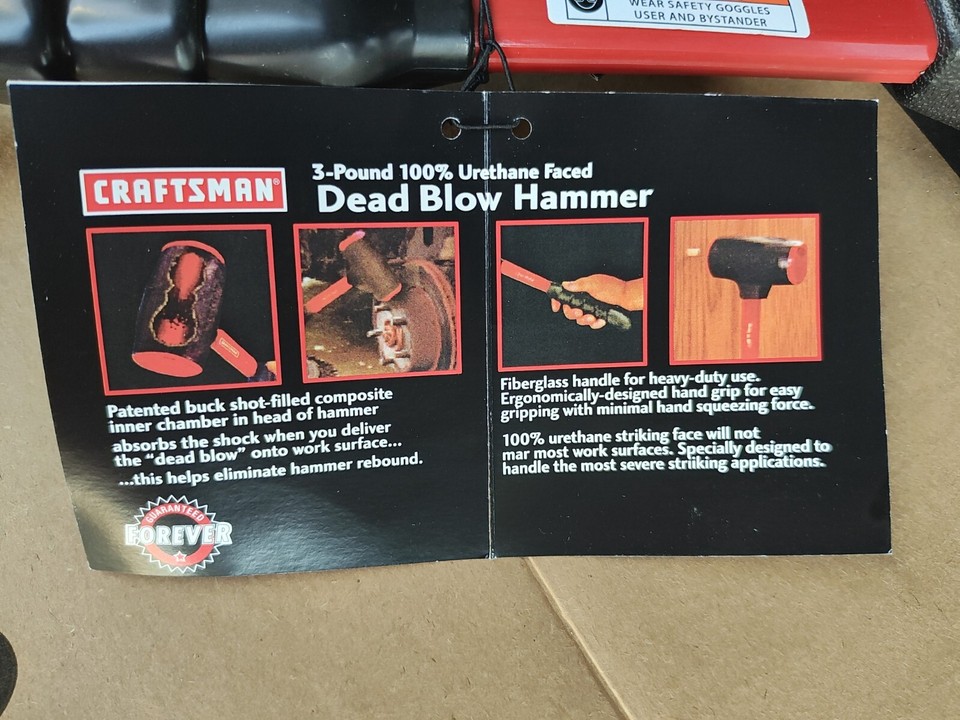 WEAR SAFETY GOGGLES
USER AND BYSTANDER
CRAFTSMAN®
3-Pound 100% Urethane Faced
Dead Blow Hammer
Patented buck shot-filled composite
inner chamber in head of hammer
absorbs the shock when you deliver
the “dead blow” onto work surface...
...this helps eliminate hammer rebound.
GUARANTEED
FOREVER
Fiberglass handle for heavy-duty use.
Ergonomically-designed hand grip for easy
gripping with minimal hand squeezing force.
100% urethane striking face will not
mar most work surfaces. Specially designed to
handle the most severe striiking applications.